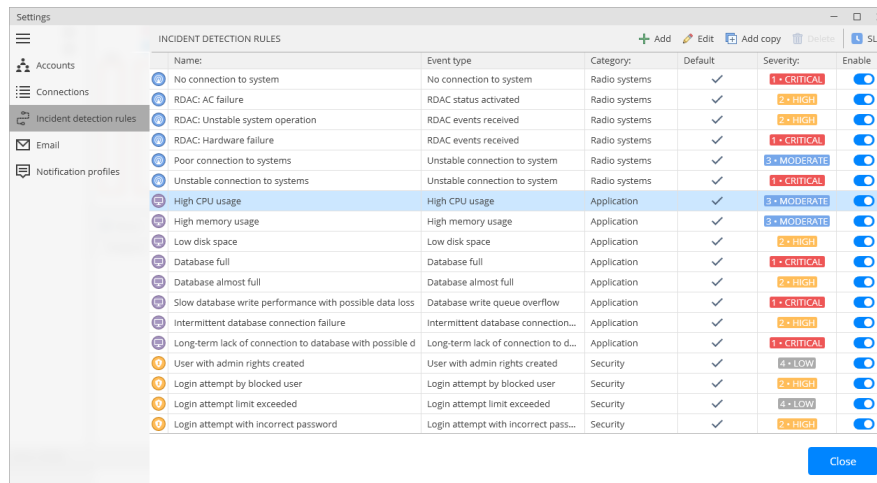 Settings
INCIDENT DETECTION RULES Add Edit Add copy Delete SL
Accounts
Connections
Incident detection rules
Email
Notification profiles
Name: Event type Category: Default Severity: Enable
No connection to system No connection to system Radio systems 1 • CRITICAL
RDAC: AC failure RDAC status activated Radio systems 2 • HIGH
RDAC: Unstable system operation RDAC events received Radio systems 2 • HIGH
RDAC: Hardware failure RDAC events received Radio systems 1 • CRITICAL
Poor connection to systems Unstable connection to system Radio systems 3 • MODERATE
Unstable connection to systems Unstable connection to system Radio systems 1 • CRITICAL
High CPU usage High CPU usage Application 3 • MODERATE
High memory usage High memory usage Application 3 • MODERATE
Low disk space Low disk space Application 2 • HIGH
Database full Database full Application 1 • CRITICAL
Database almost full Database almost full Application 2 • HIGH
Slow database write performance with possible data loss Database write queue overflow Application 1 • CRITICAL
Intermittent database connection failure Intermittent database connection... Application 2 • HIGH
Long-term lack of connection to database with possible d Long-term lack of connection to d... Application 1 • CRITICAL
User with admin rights created User with admin rights created Security 4 • LOW
Login attempt by blocked user Login attempt by blocked user Security 2 • HIGH
Login attempt limit exceeded Login attempt limit exceeded Security 4 • LOW
Login attempt with incorrect password Login attempt with incorrect pass... Security 2 • HIGH
Close